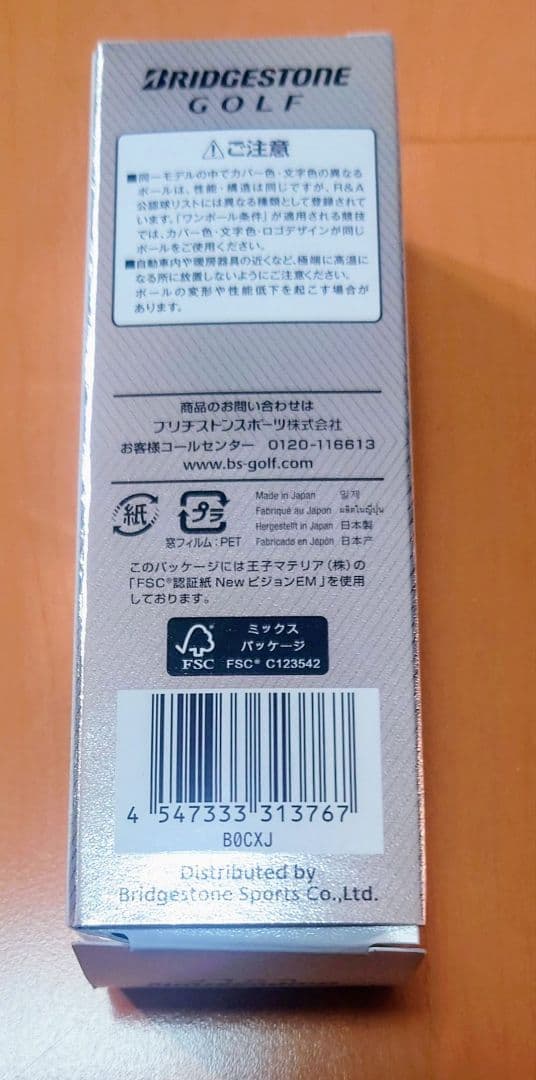 BRIDGESTONE
GOLF
⚠ご注意
■同一モデルの中でカバー色・文字色の異なる
ボールは、性能・構造は同じですが、R&A
公認球リストには異なる種類として登録されて
います。「ワンボール条件」が適用される競技
では、カバー色・文字色・ロゴデザインが同じ
ボールをご使用ください。
■自動車内や暖房器具の近くなど、極端に高温に
なる所に放置しないようにご注意ください。
ボールの変形や性能低下を起こす場合が
あります。
商品のお問い合わせは
ブリヂストンスポーツ株式会社
お客様コールセンター 0120-116613
www.bs-golf.com
紙
プラ
窓フィルム:PET
Made in Japan 일제
Fabriqué au Japon ผลิตในญี่ปุ่น
Hergestellt in Japan 日本製
Fabricada en Japón 日本产
このパッケージには王子マテリア(株)の
「FSC®認証紙 New ビジョンEM」を使用
しております。
FSC
ミックス
パッケージ
FSC® C123542
4 547333 313767
B0CXJ
Distributed by
Bridgestone Sports Co.,Ltd.